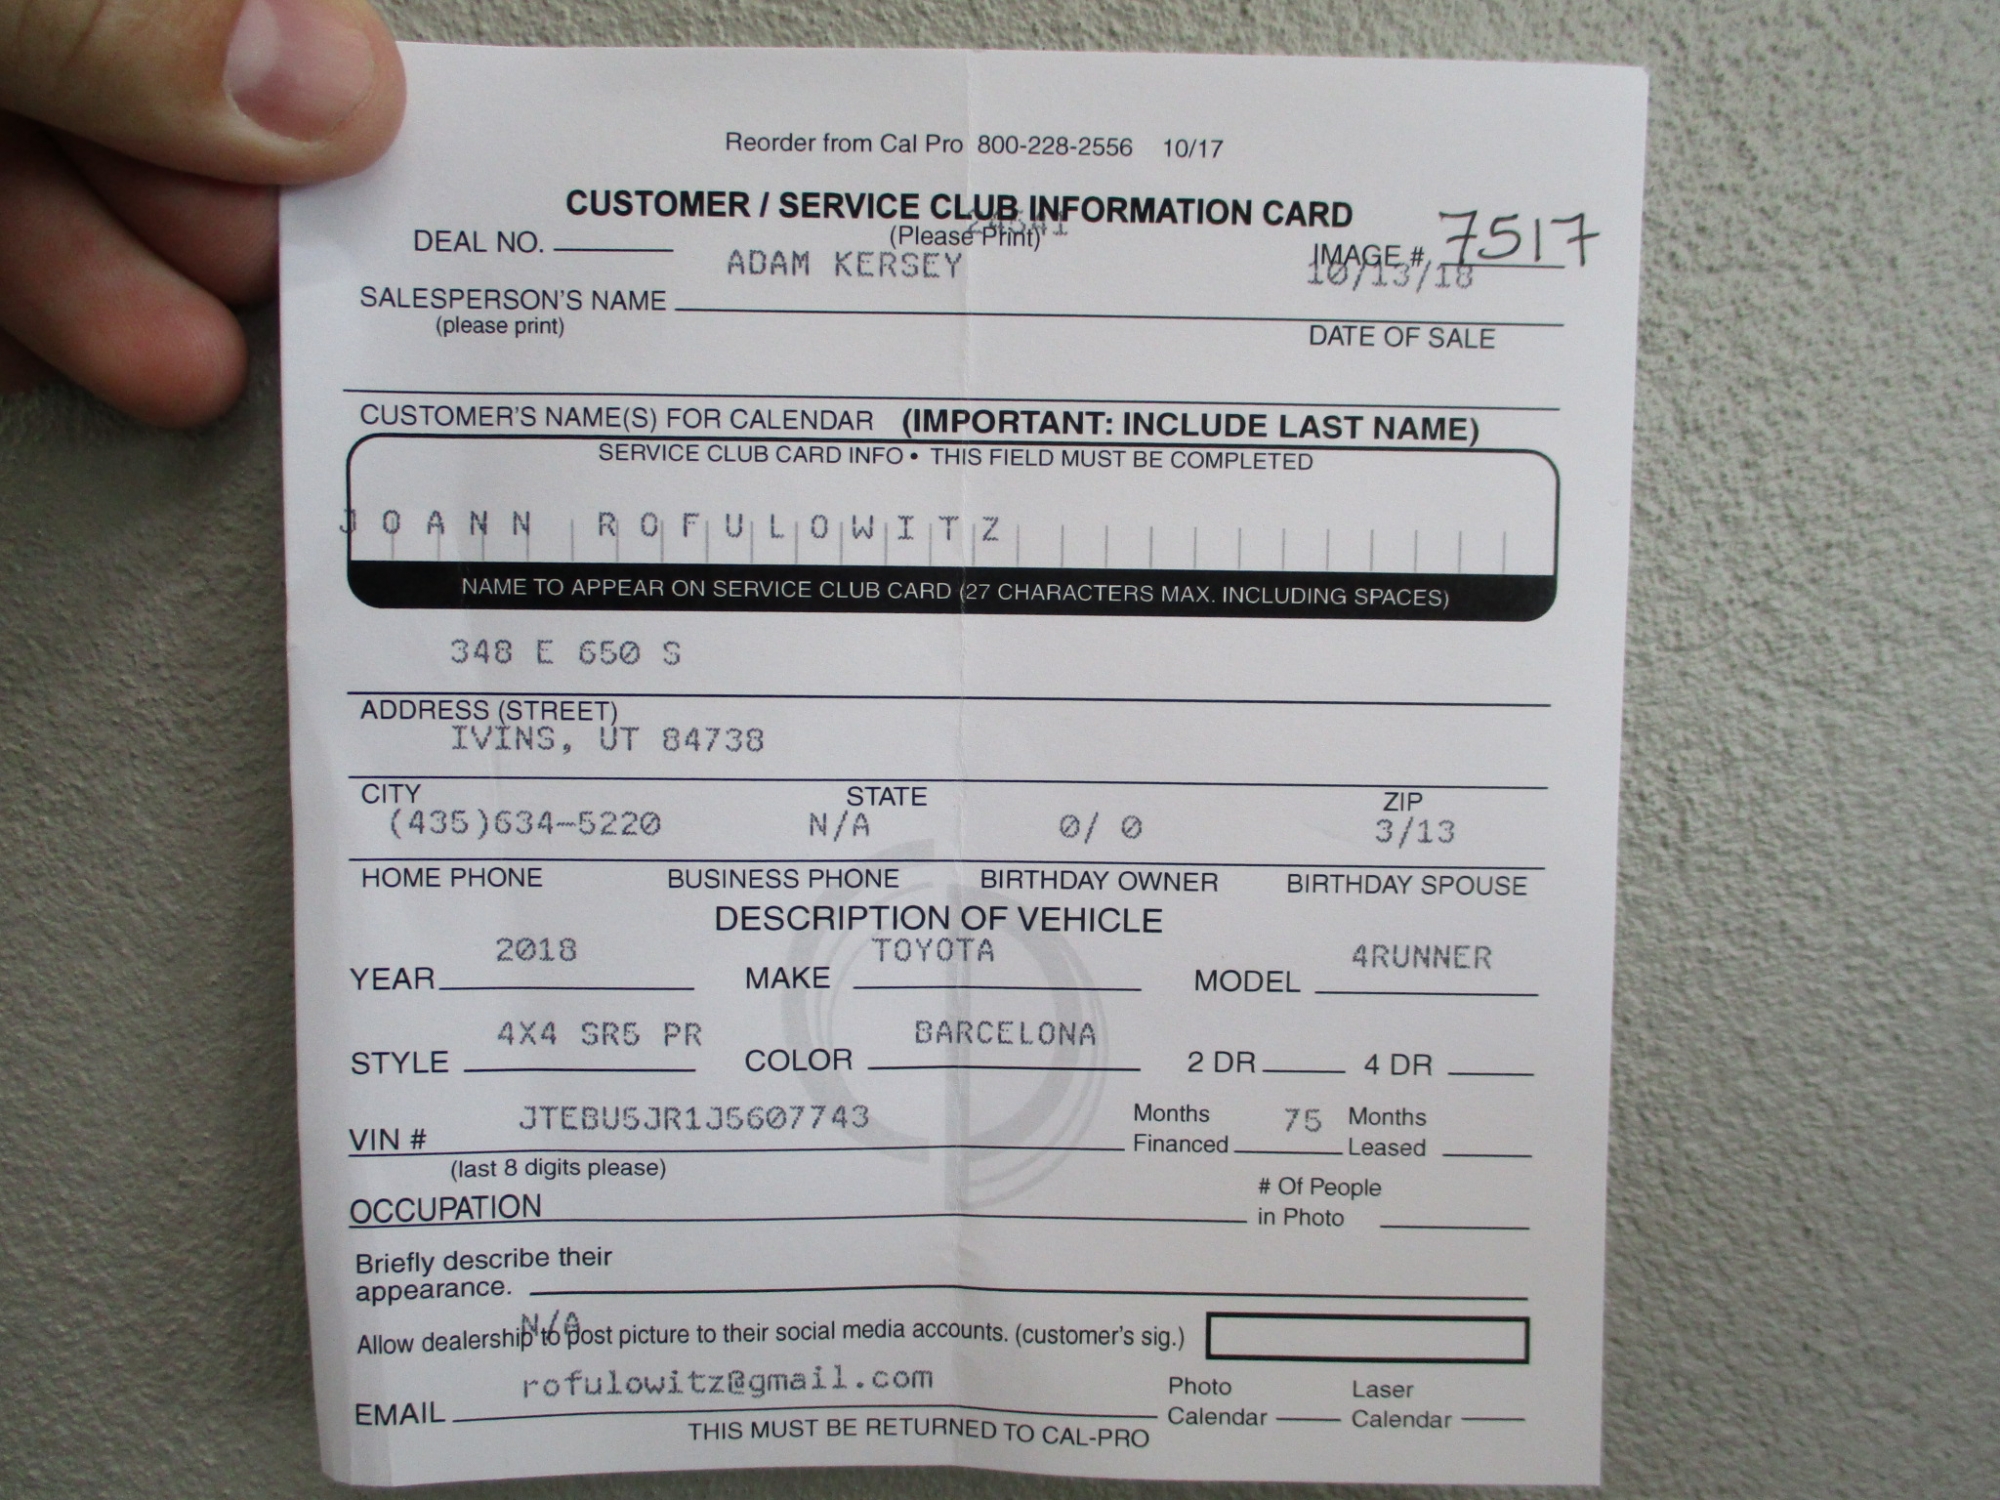 Reorder from Cal Pro 800-228-2556 10/17
CUSTOMER / SERVICE CLUB INFORMATION CARD
(Please Print)
DEAL NO. IMAGE # 7517
ADAM KERSEY 10/13/18
SALESPERSON'S NAME
(please print) DATE OF SALE
CUSTOMER'S NAME(S) FOR CALENDAR (IMPORTANT: INCLUDE LAST NAME)
SERVICE CLUB CARD INFO • THIS FIELD MUST BE COMPLETED
JOANN ROFULOWITZ
NAME TO APPEAR ON SERVICE CLUB CARD (27 CHARACTERS MAX. INCLUDING SPACES)
348 E 650 S
ADDRESS (STREET)
IVINS, UT 84738
CITY STATE ZIP
(435)634-5220 N/A 0/ 0 3/13
HOME PHONE BUSINESS PHONE BIRTHDAY OWNER BIRTHDAY SPOUSE
DESCRIPTION OF VEHICLE
2018 TOYOTA 4RUNNER
YEAR MAKE MODEL
4X4 SR5 PR BARCELONA
STYLE COLOR 2 DR 4 DR
JTEBU5JR1J5607743 Months 75 Months
VIN # Financed Leased
(last 8 digits please)
OCCUPATION # Of People
in Photo
Briefly describe their
appearance.
N/A
Allow dealership to post picture to their social media accounts. (customer's sig.)
rofulowitz@gmail.com Photo Laser
EMAIL Calendar Calendar
THIS MUST BE RETURNED TO CAL-PRO